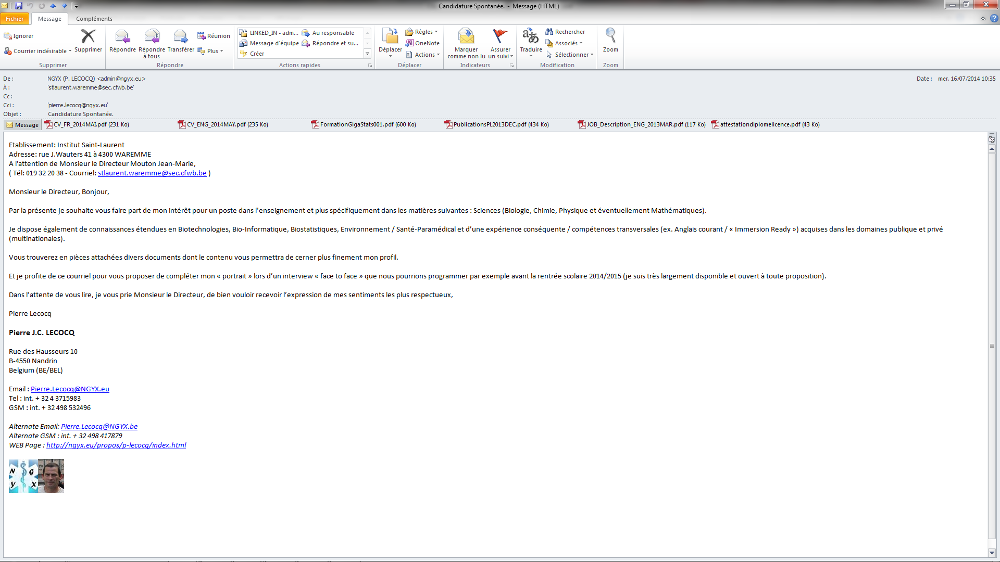 Candidature Spontanée. - Message (HTML)
Fichier Message Compléments
Ignorer
Courrier indésirable
Supprimer
Supprimer
Répondre
Répondre à tous
Transférer
Réunion
Plus
Répondre
LINKED_IN - adm... Au responsable
Message d'équipe Répondre et su...
Créer
Actions rapides
Déplacer
Règles
OneNote
Actions
Déplacer
Marquer comme non lu
Assurer un suivi
Indicateurs
Traduire
Rechercher
Associés
Sélectionner
Modification
Zoom
Zoom
De : NGYX (P. LECOCQ) <admin@ngyx.eu> Date : mer. 16/07/2014 10:35
À : 'stlaurent.waremme@sec.cfwb.be'
Cc :
Cci : 'pierre.lecocq@ngyx.eu'
Objet : Candidature Spontanée.
Message CV_FR_2014MAI.pdf (231 Ko) CV_ENG_2014MAY.pdf (235 Ko) FormationGigaStats001.pdf (600 Ko) PublicationsPL2013DEC.pdf (434 Ko) JOB_Description_ENG_2013MAR.pdf (117 Ko) attestationdiplomelicence.pdf (43 Ko)
Etablissement: Institut Saint-Laurent
Adresse: rue J.Wauters 41 à 4300 WAREMME
A l'attention de Monsieur le Directeur Mouton Jean-Marie,
( Tél: 019 32 20 38 - Courriel: stlaurent.waremme@sec.cfwb.be )
Monsieur le Directeur, Bonjour,
Par la présente je souhaite vous faire part de mon intérêt pour un poste dans l’enseignement et plus spécifiquement dans les matières suivantes : Sciences (Biologie, Chimie, Physique et éventuellement Mathématiques).
Je dispose également de connaissances étendues en Biotechnologies, Bio-Informatique, Biostatistiques, Environnement / Santé-Paramédical et d’une expérience conséquente / compétences transversales (ex. Anglais courant / « Immersion Ready ») acquises dans les domaines publique et privé
(multinationales).
Vous trouverez en pièces attachées divers documents dont le contenu vous permettra de cerner plus finement mon profil.
Et je profite de ce courriel pour vous proposer de compléter mon « portrait » lors d’un interview « face to face » que nous pourrions programmer par exemple avant la rentrée scolaire 2014/2015 (je suis très largement disponible et ouvert à toute proposition).
Dans l’attente de vous lire, je vous prie Monsieur le Directeur, de bien vouloir recevoir l’expression de mes sentiments les plus respectueux,
Pierre Lecocq
Pierre J.C. LECOCQ
Rue des Hausseurs 10
B-4550 Nandrin
Belgium (BE/BEL)
Email : Pierre.Lecocq@NGYX.eu
Tel : int. + 32 4 3715983
GSM : int. + 32 498 532496
Alternate Email: Pierre.Lecocq@NGYX.be
Alternate GSM : int. + 32 498 417879
WEB Page : http://ngyx.eu/propos/p-lecocq/index.html
N G
y x